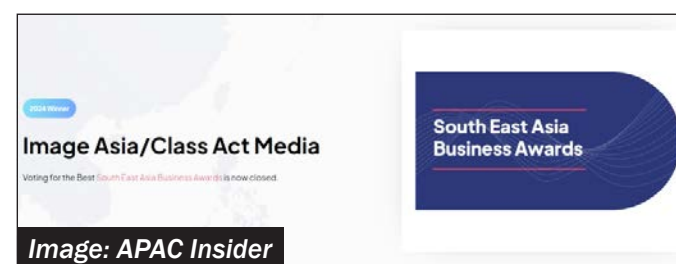 2024 Winner
Image Asia/Class Act Media
Voting for the Best South East Asia Business Awards is now closed.
South East Asia
Business Awards
Image: APAC Insider